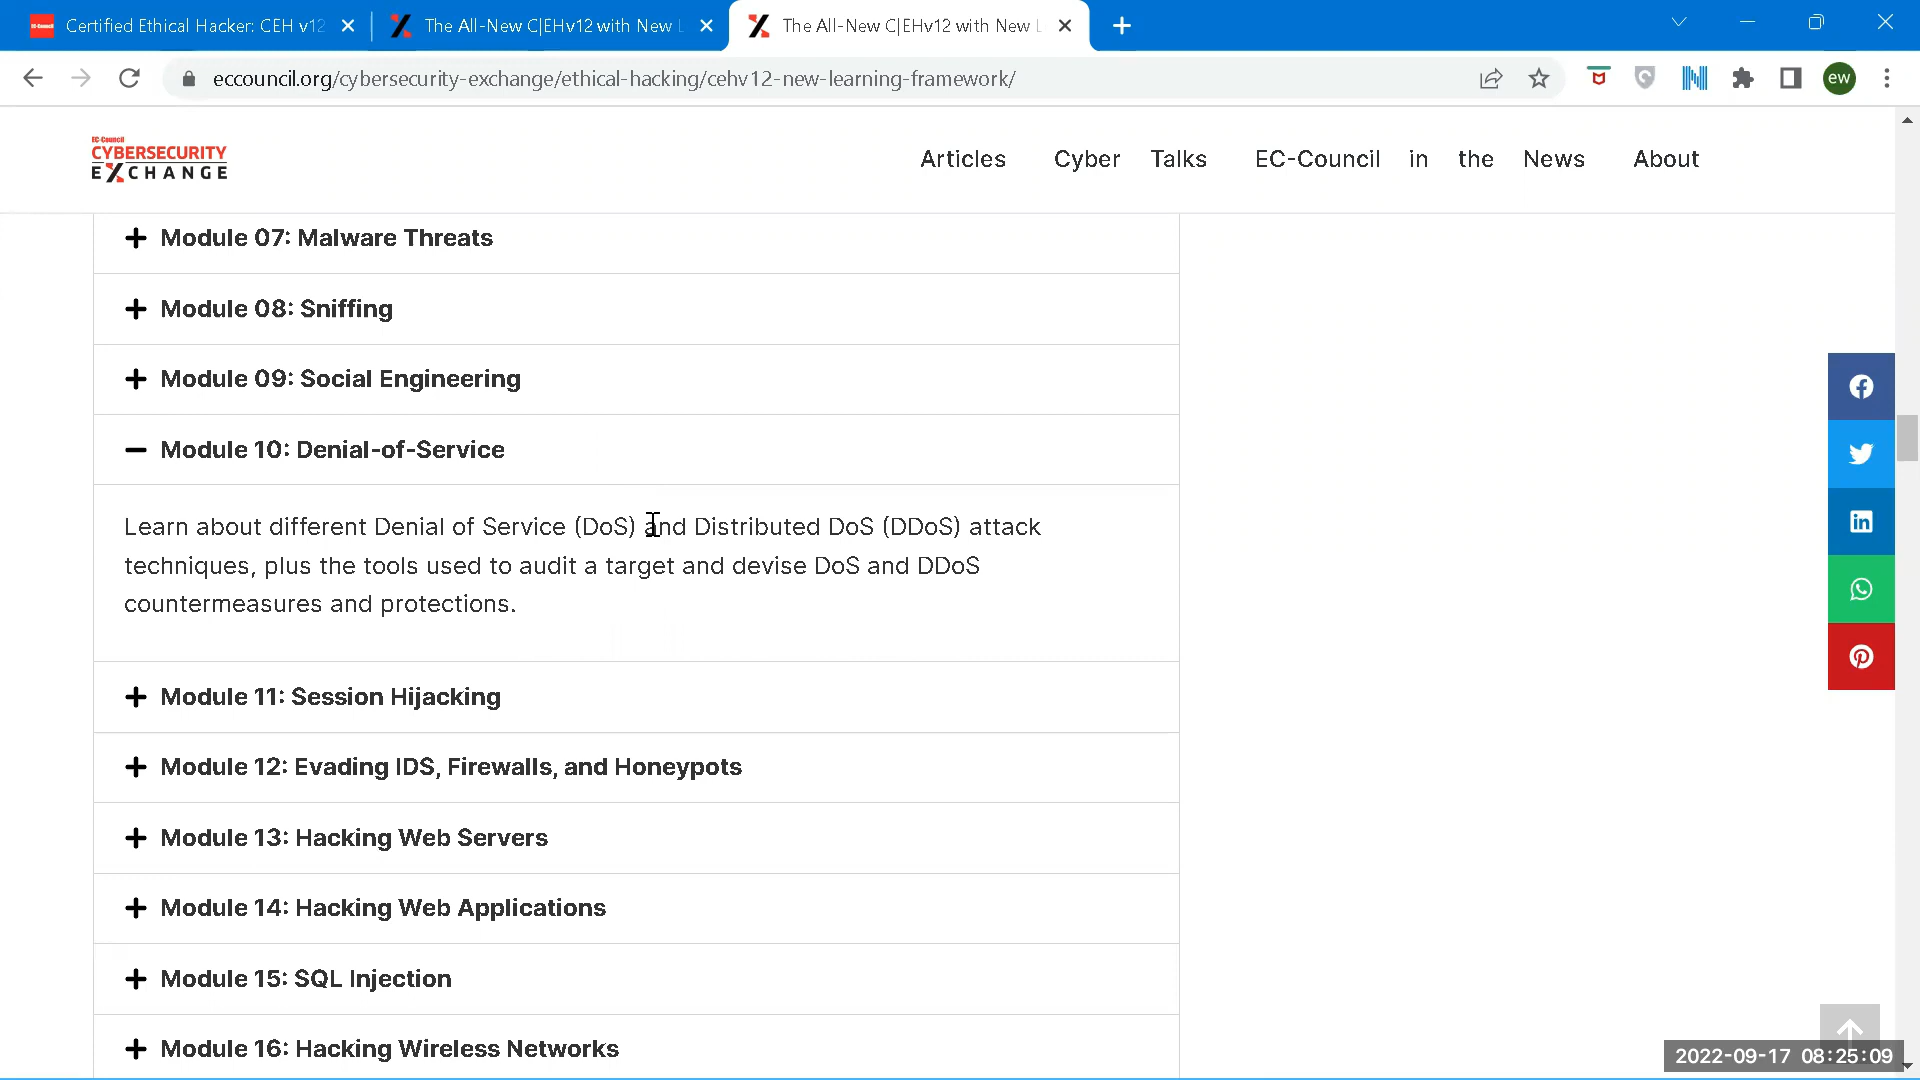 Certified Ethical Hacker: CEH v12
The All-New C|EHv12 with New L
The All-New C|EHv12 with New L
eccouncil.org/cybersecurity-exchange/ethical-hacking/cehv12-new-learning-framework/
ew
EC-Council
CYBERSECURITY
EXCHANGE
Articles Cyber Talks EC-Council in the News About
Module 07: Malware Threats
Module 08: Sniffing
Module 09: Social Engineering
Module 10: Denial-of-Service
Learn about different Denial of Service (DoS) and Distributed DoS (DDoS) attack
techniques, plus the tools used to audit a target and devise DoS and DDoS
countermeasures and protections.
Module 11: Session Hijacking
Module 12: Evading IDS, Firewalls, and Honeypots
Module 13: Hacking Web Servers
Module 14: Hacking Web Applications
Module 15: SQL Injection
Module 16: Hacking Wireless Networks
2022-09-17 08:25:09